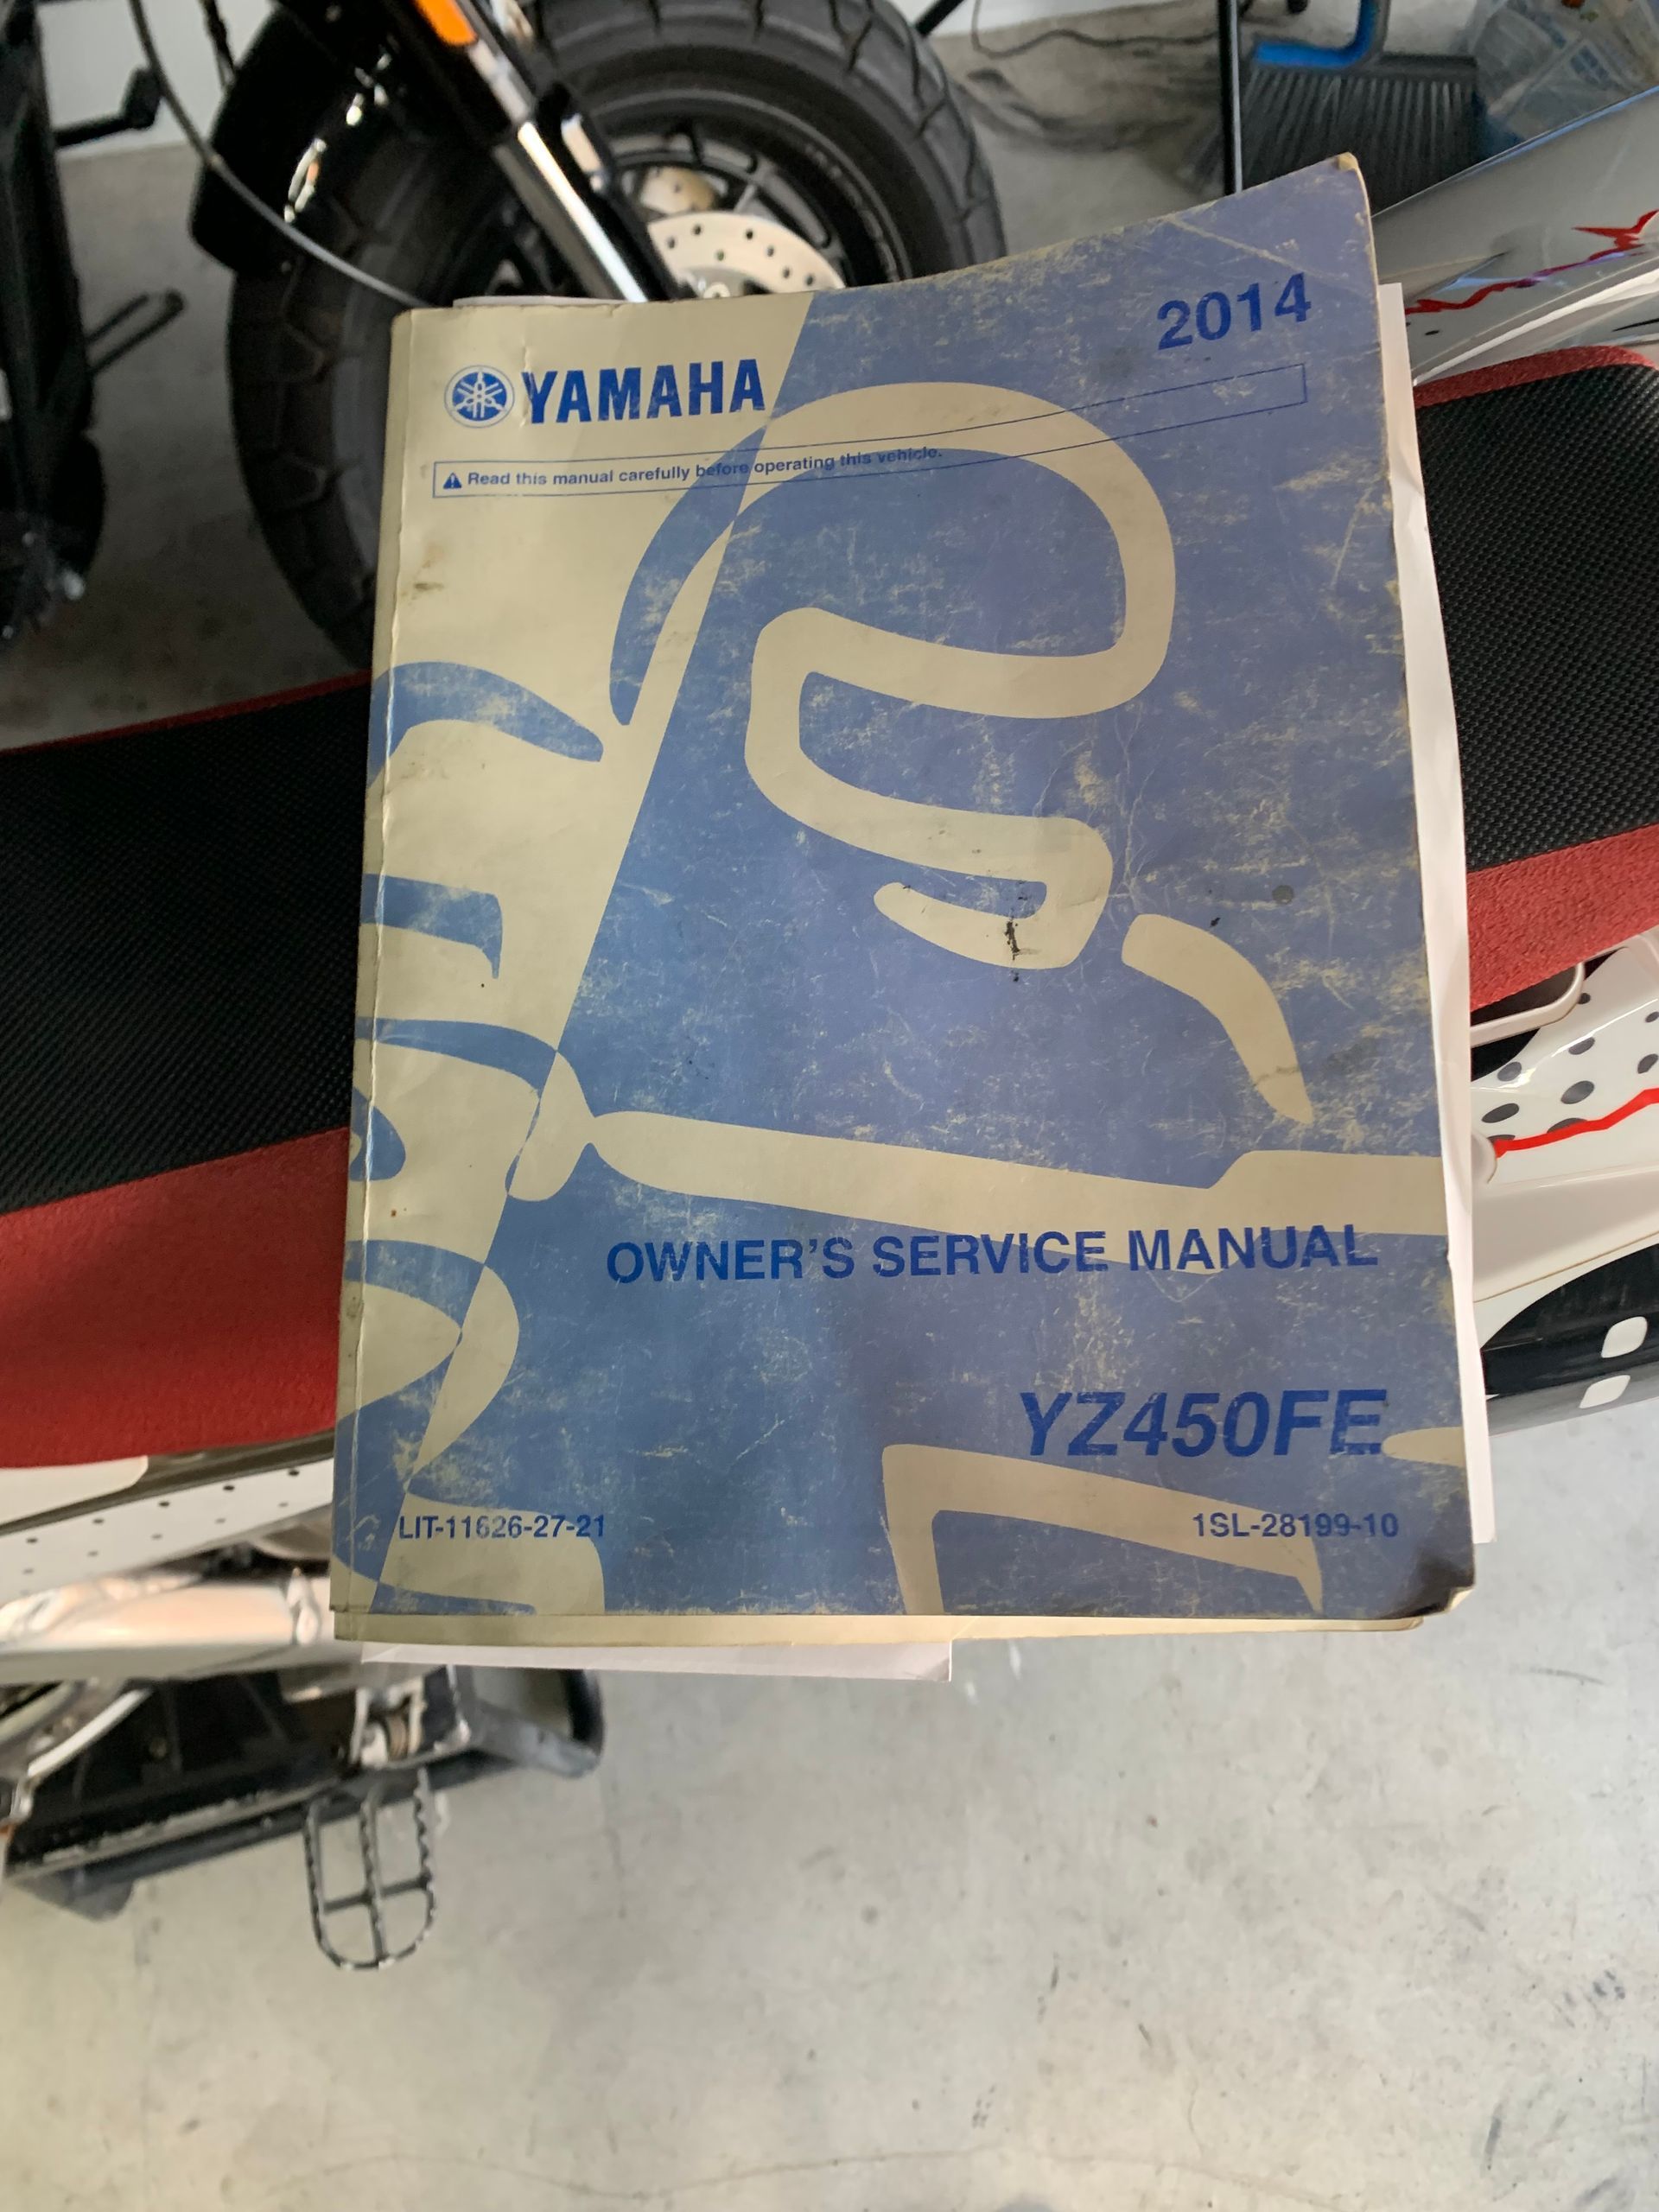 2014
YAMAHA
Read this manual carefully before operating this vehicle.
OWNER'S SERVICE MANUAL
YZ450FE
LIT-11626-27-21
1SL-28199-10